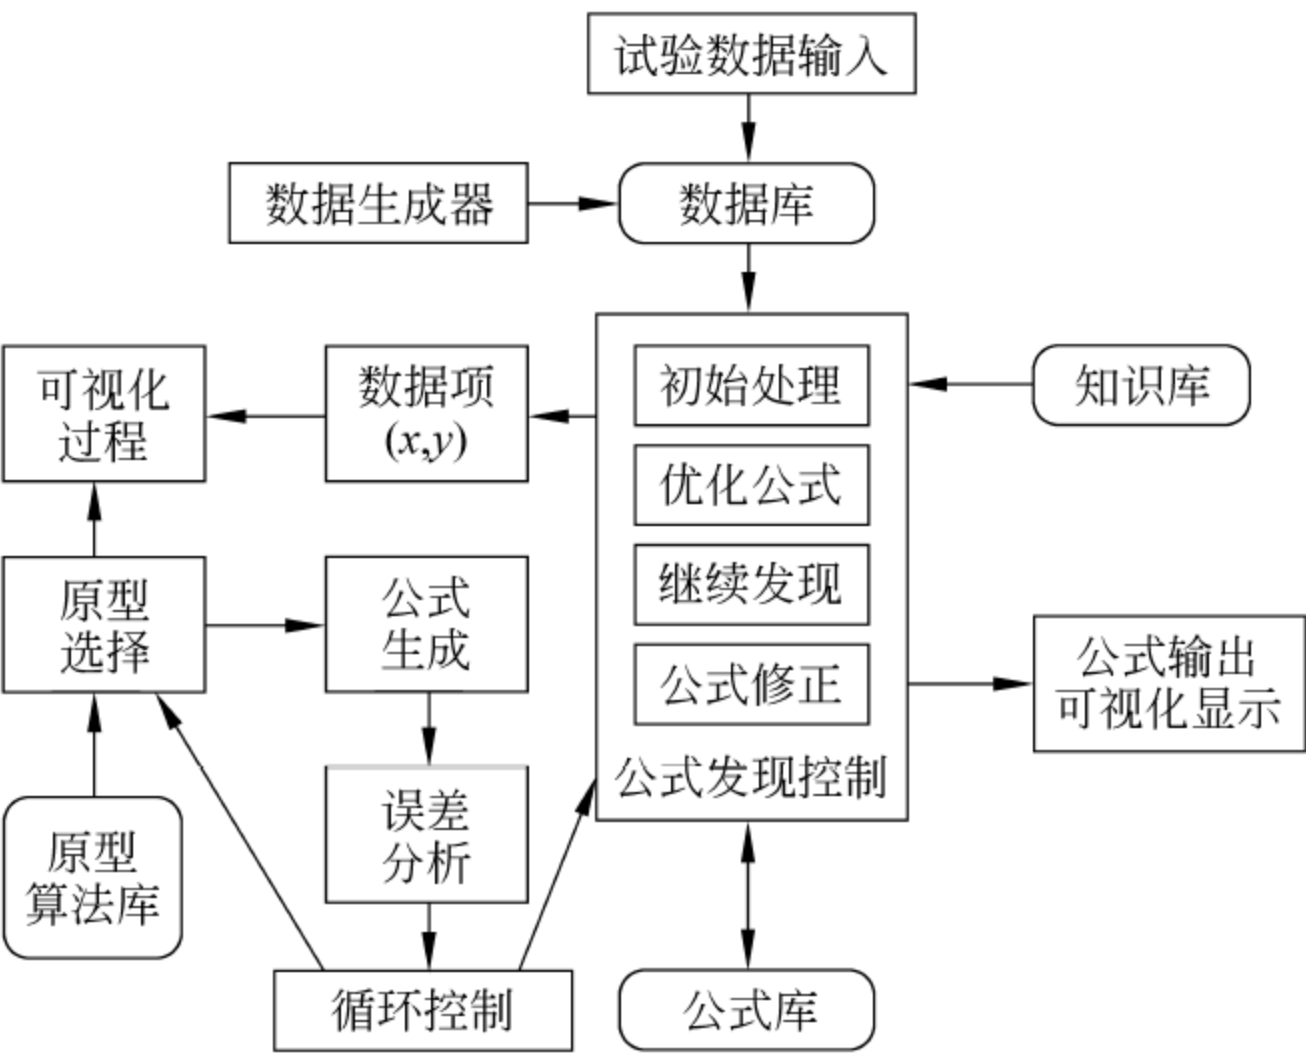 试验数据输入
数据生成器
数据库
可视化
过程
数据项
(x,y)
初始处理
知识库
优化公式
继续发现
公式修正
公式发现控制
原型
选择
公式
生成
公式输出
可视化显示
误差
分析
原型
算法库
循环控制
公式库